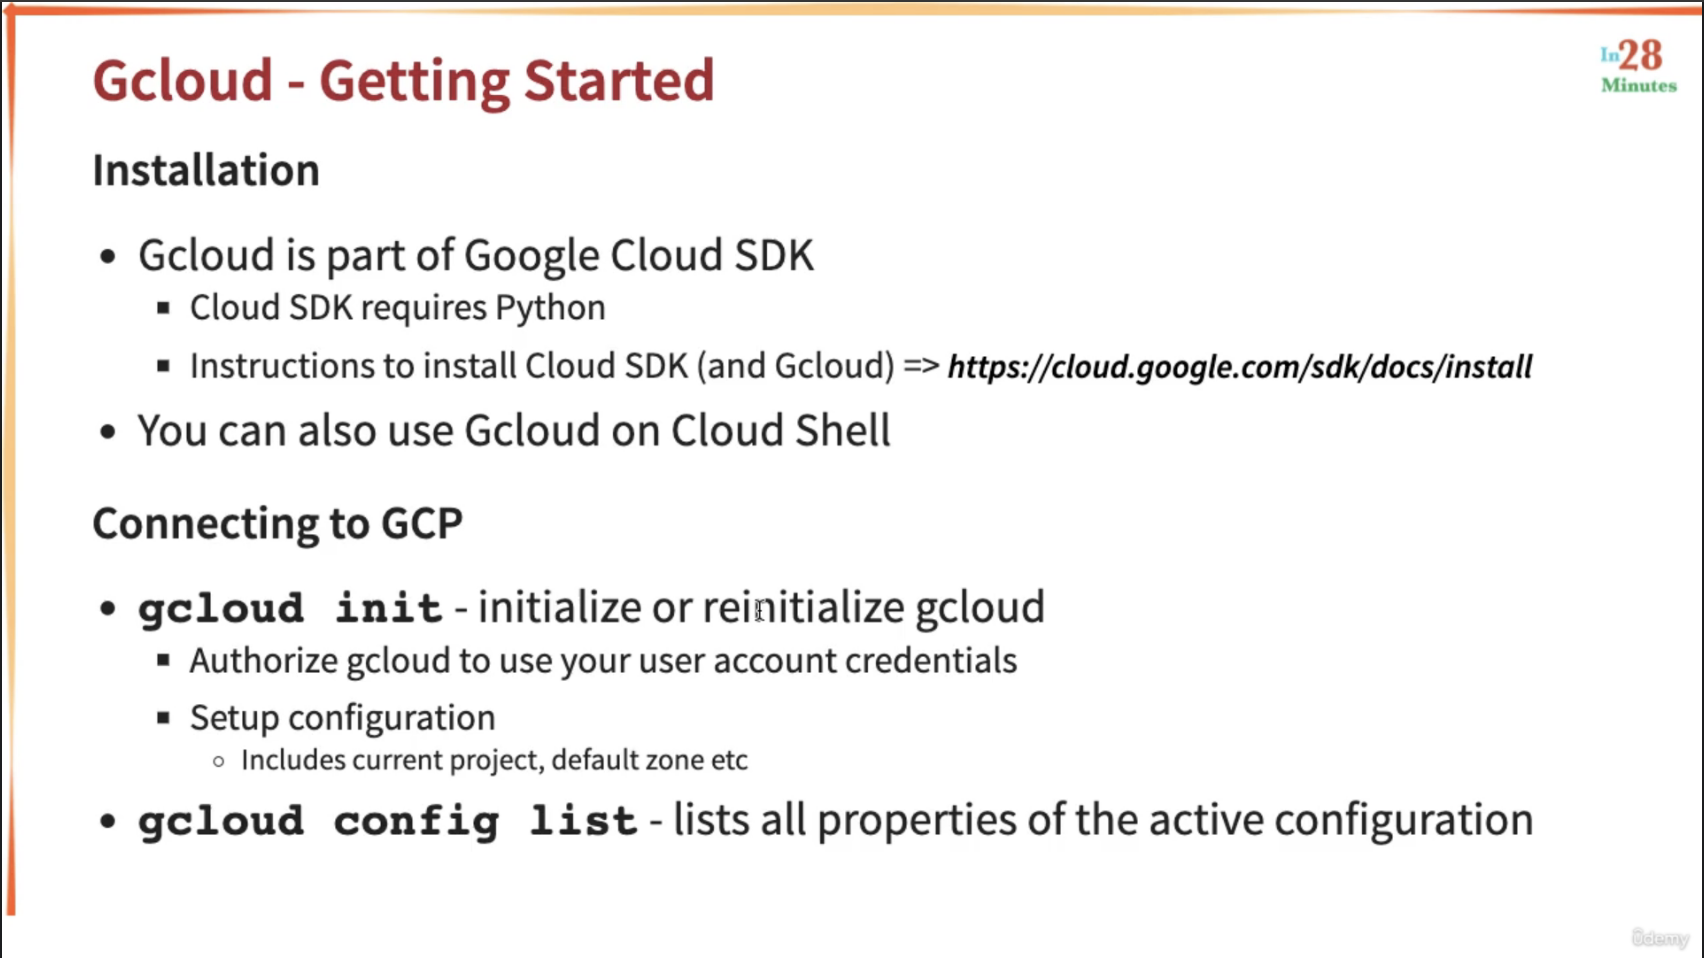 Gcloud - Getting Started
In28
Minutes
Installation
• Gcloud is part of Google Cloud SDK
▪ Cloud SDK requires Python
▪ Instructions to install Cloud SDK (and Gcloud) => https://cloud.google.com/sdk/docs/install
• You can also use Gcloud on Cloud Shell
Connecting to GCP
• gcloud init - initialize or reinitialize gcloud
▪ Authorize gcloud to use your user account credentials
▪ Setup configuration
○ Includes current project, default zone etc
• gcloud config list - lists all properties of the active configuration
ûdemy